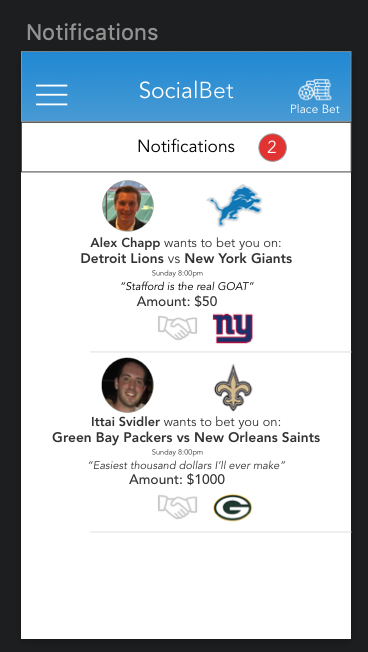 Notifications
SocialBet
Place Bet
Notifications 2
Alex Chapp wants to bet you on:
Detroit Lions vs New York Giants
Sunday 8:00pm
“Stafford is the real GOAT”
Amount: $50
ny
Ittai Svidler wants to bet you on:
Green Bay Packers vs New Orleans Saints
Sunday 8:00pm
“Easiest thousand dollars I’ll ever make”
Amount: $1000
G